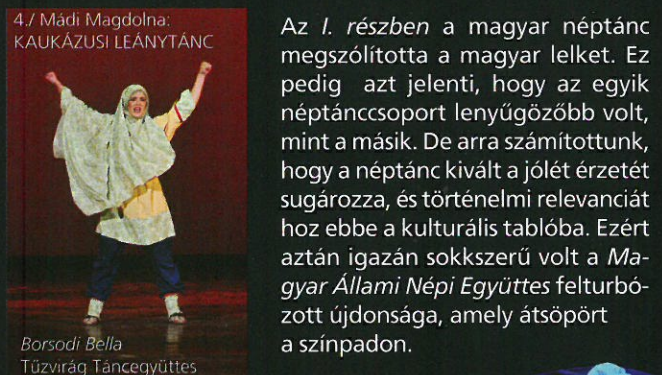 4./ Mádi Magdolna:
KAUKÁZUSI LEÁNYTÁNC
Borsodi Bella
Tűzvirág Táncegyüttes
Az I. részben a magyar néptánc
megszólította a magyar lelket. Ez
pedig azt jelenti, hogy az egyik
néptánccsoport lenyűgözőbb volt,
mint a másik. De arra számítottunk,
hogy a néptánc kivált a jólét érzetét
sugározza, és történelmi relevanciát
hoz ebbe a kulturális tablóba. Ezért
aztán igazán sokkszerű volt a Ma-
gyar Állami Népi Együttes felturbó-
zott újdonsága, amely átsöpört
a színpadon.